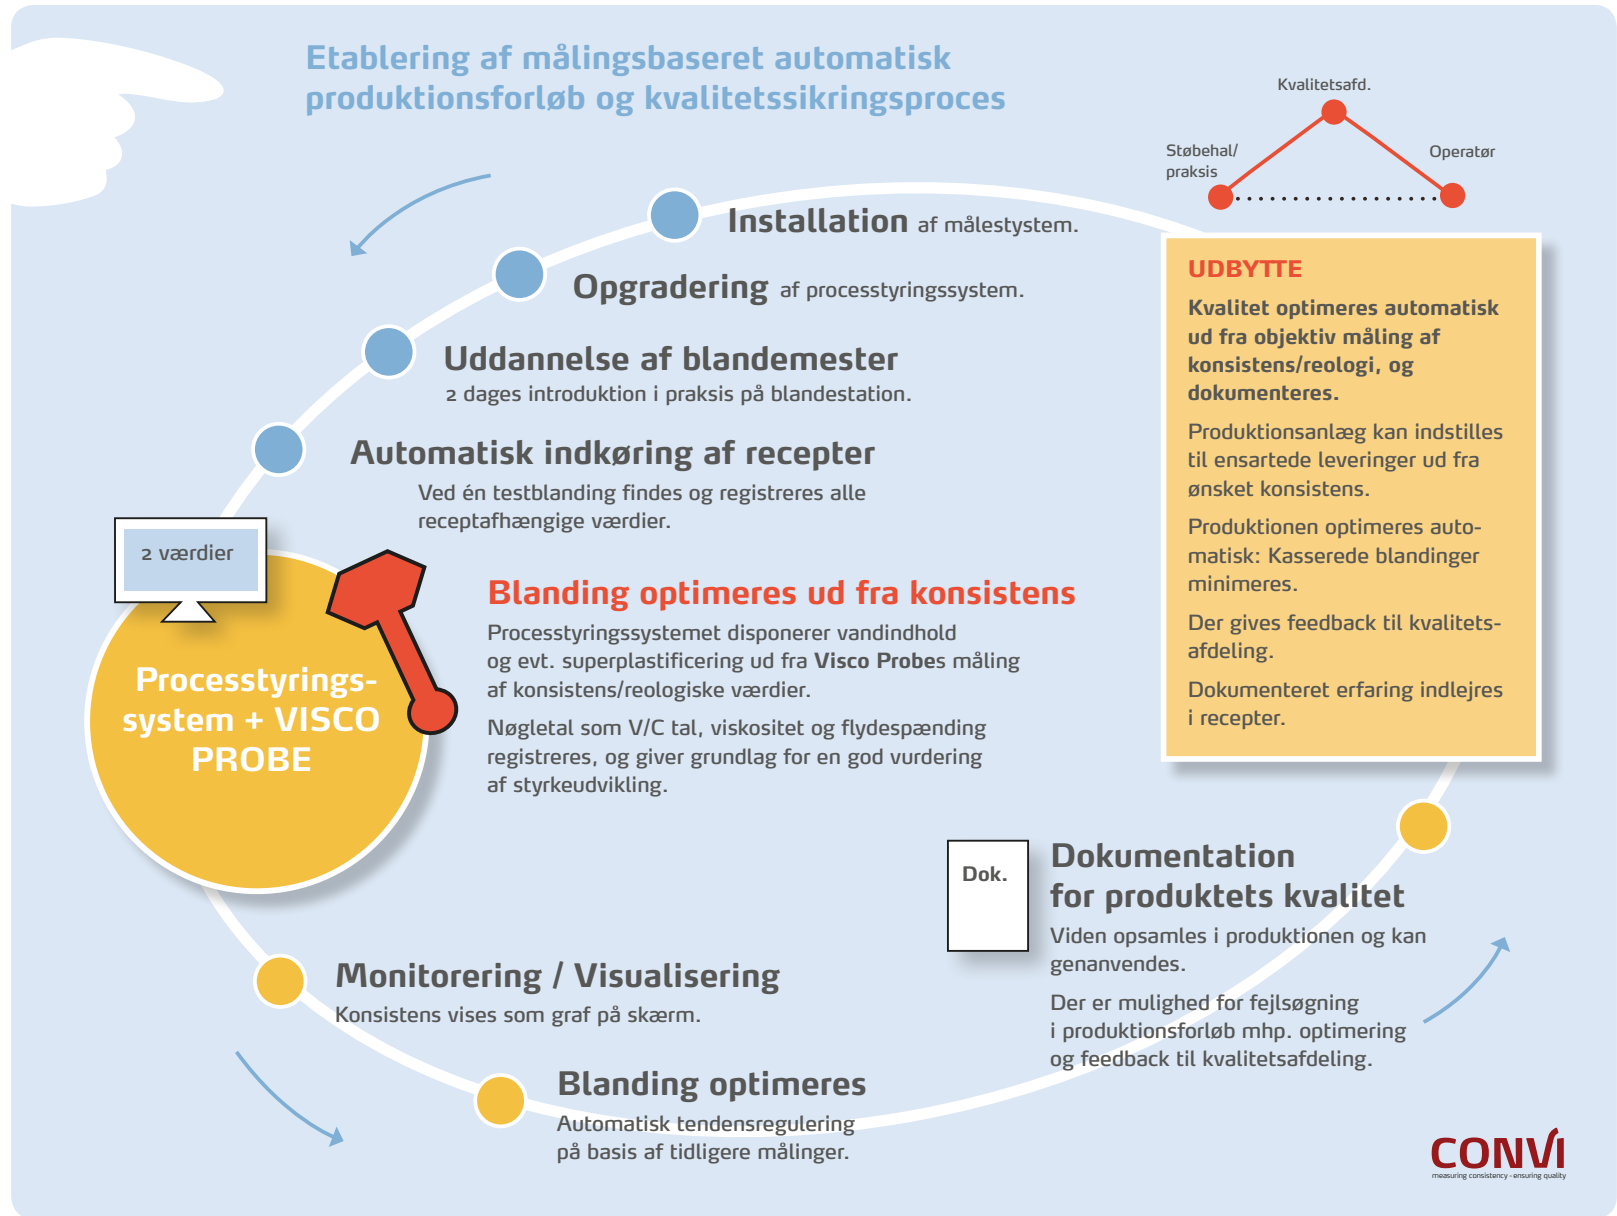 Etablering af målingsbaseret automatisk
produktionsforløb og kvalitetssikringsproces
Kvalitetsafd.
Støbehal/
praksis
Operatør
Installation af målestystem.
Opgradering af processtyringssystem.
Uddannelse af blandemester
2 dages introduktion i praksis på blandestation.
Automatisk indkøring af recepter
Ved én testblanding findes og registreres alle
receptafhængige værdier.
2 værdier
Processtyrings-
system + VISCO
PROBE
Blanding optimeres ud fra konsistens
Processtyringssystemet disponerer vandindhold
og evt. superplastificering ud fra Visco Probes måling
af konsistens/reologiske værdier.
Nøgletal som V/C tal, viskositet og flydespænding
registreres, og giver grundlag for en god vurdering
af styrkeudvikling.
UDBYTTE
Kvalitet optimeres automatisk
ud fra objektiv måling af
konsistens/reologi, og
dokumenteres.
Produktionsanlæg kan indstilles
til ensartede leveringer ud fra
ønsket konsistens.
Produktionen optimeres auto-
matisk: Kasserede blandinger
minimeres.
Der gives feedback til kvalitets-
afdeling.
Dokumenteret erfaring indlejres
i recepter.
Monitorering / Visualisering
Konsistens vises som graf på skærm.
Blanding optimeres
Automatisk tendensregulering
på basis af tidligere målinger.
Dok.
Dokumentation
for produktets kvalitet
Viden opsamles i produktionen og kan
genanvendes.
Der er mulighed for fejlsøgning
i produktionsforløb mhp. optimering
og feedback til kvalitetsafdeling.
CONVI
measuring consistency - ensuring quality